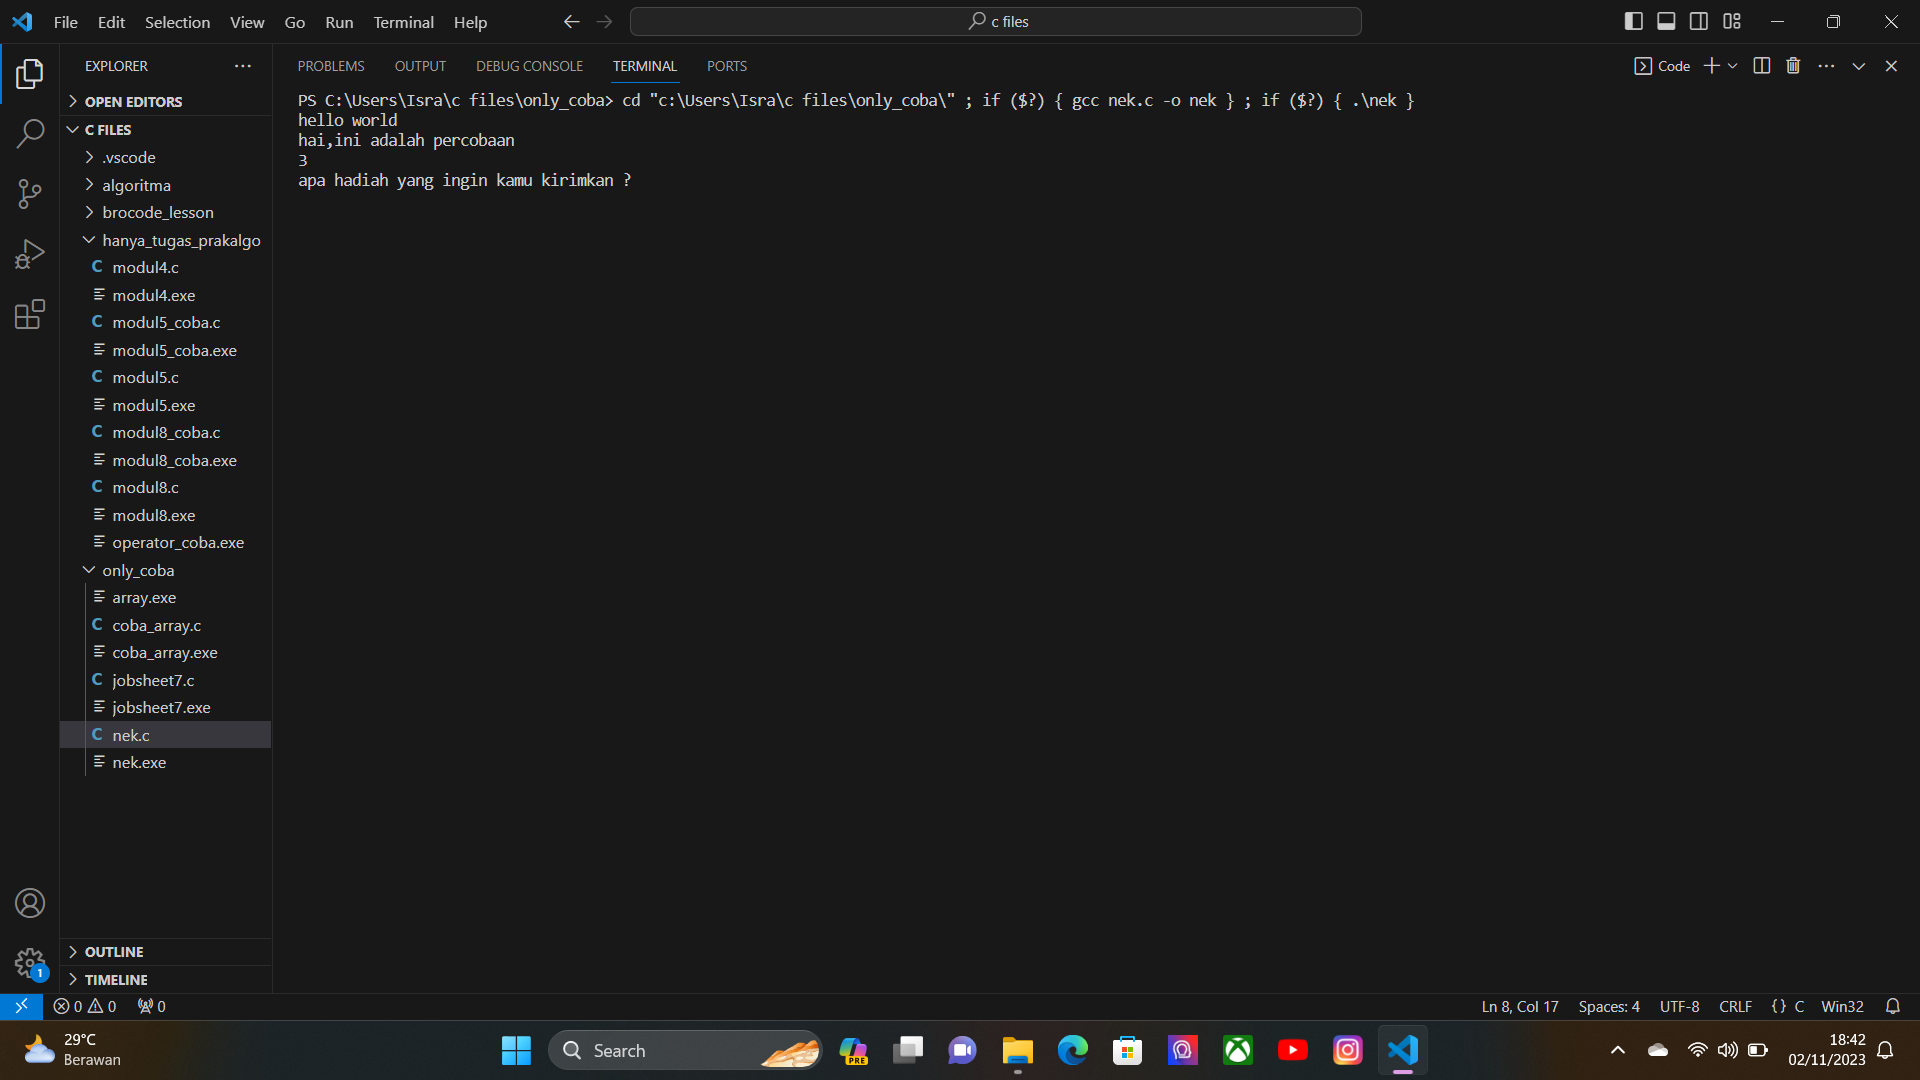 File Edit Selection View Go Run Terminal Help
c files
EXPLORER
OPEN EDITORS
C FILES
.vscode
algoritma
brocode_lesson
hanya_tugas_prakalgo
C modul4.c
modul4.exe
C modul5_coba.c
modul5_coba.exe
C modul5.c
modul5.exe
C modul8_coba.c
modul8_coba.exe
C modul8.c
modul8.exe
operator_coba.exe
only_coba
array.exe
C coba_array.c
coba_array.exe
C jobsheet7.c
jobsheet7.exe
C nek.c
nek.exe
OUTLINE
TIMELINE
1
PROBLEMS OUTPUT DEBUG CONSOLE TERMINAL PORTS
Code
PS C:\Users\Isra\c files\only_coba> cd "c:\Users\Isra\c files\only_coba\" ; if ($?) { gcc nek.c -o nek } ; if ($?) { .\nek }
hello world
hai,ini adalah percobaan
3
apa hadiah yang ingin kamu kirimkan ?
0 0 0
Ln 8, Col 17 Spaces: 4 UTF-8 CRLF {} C Win32
29°C
Berawan
Search
PRE
18:42
02/11/2023